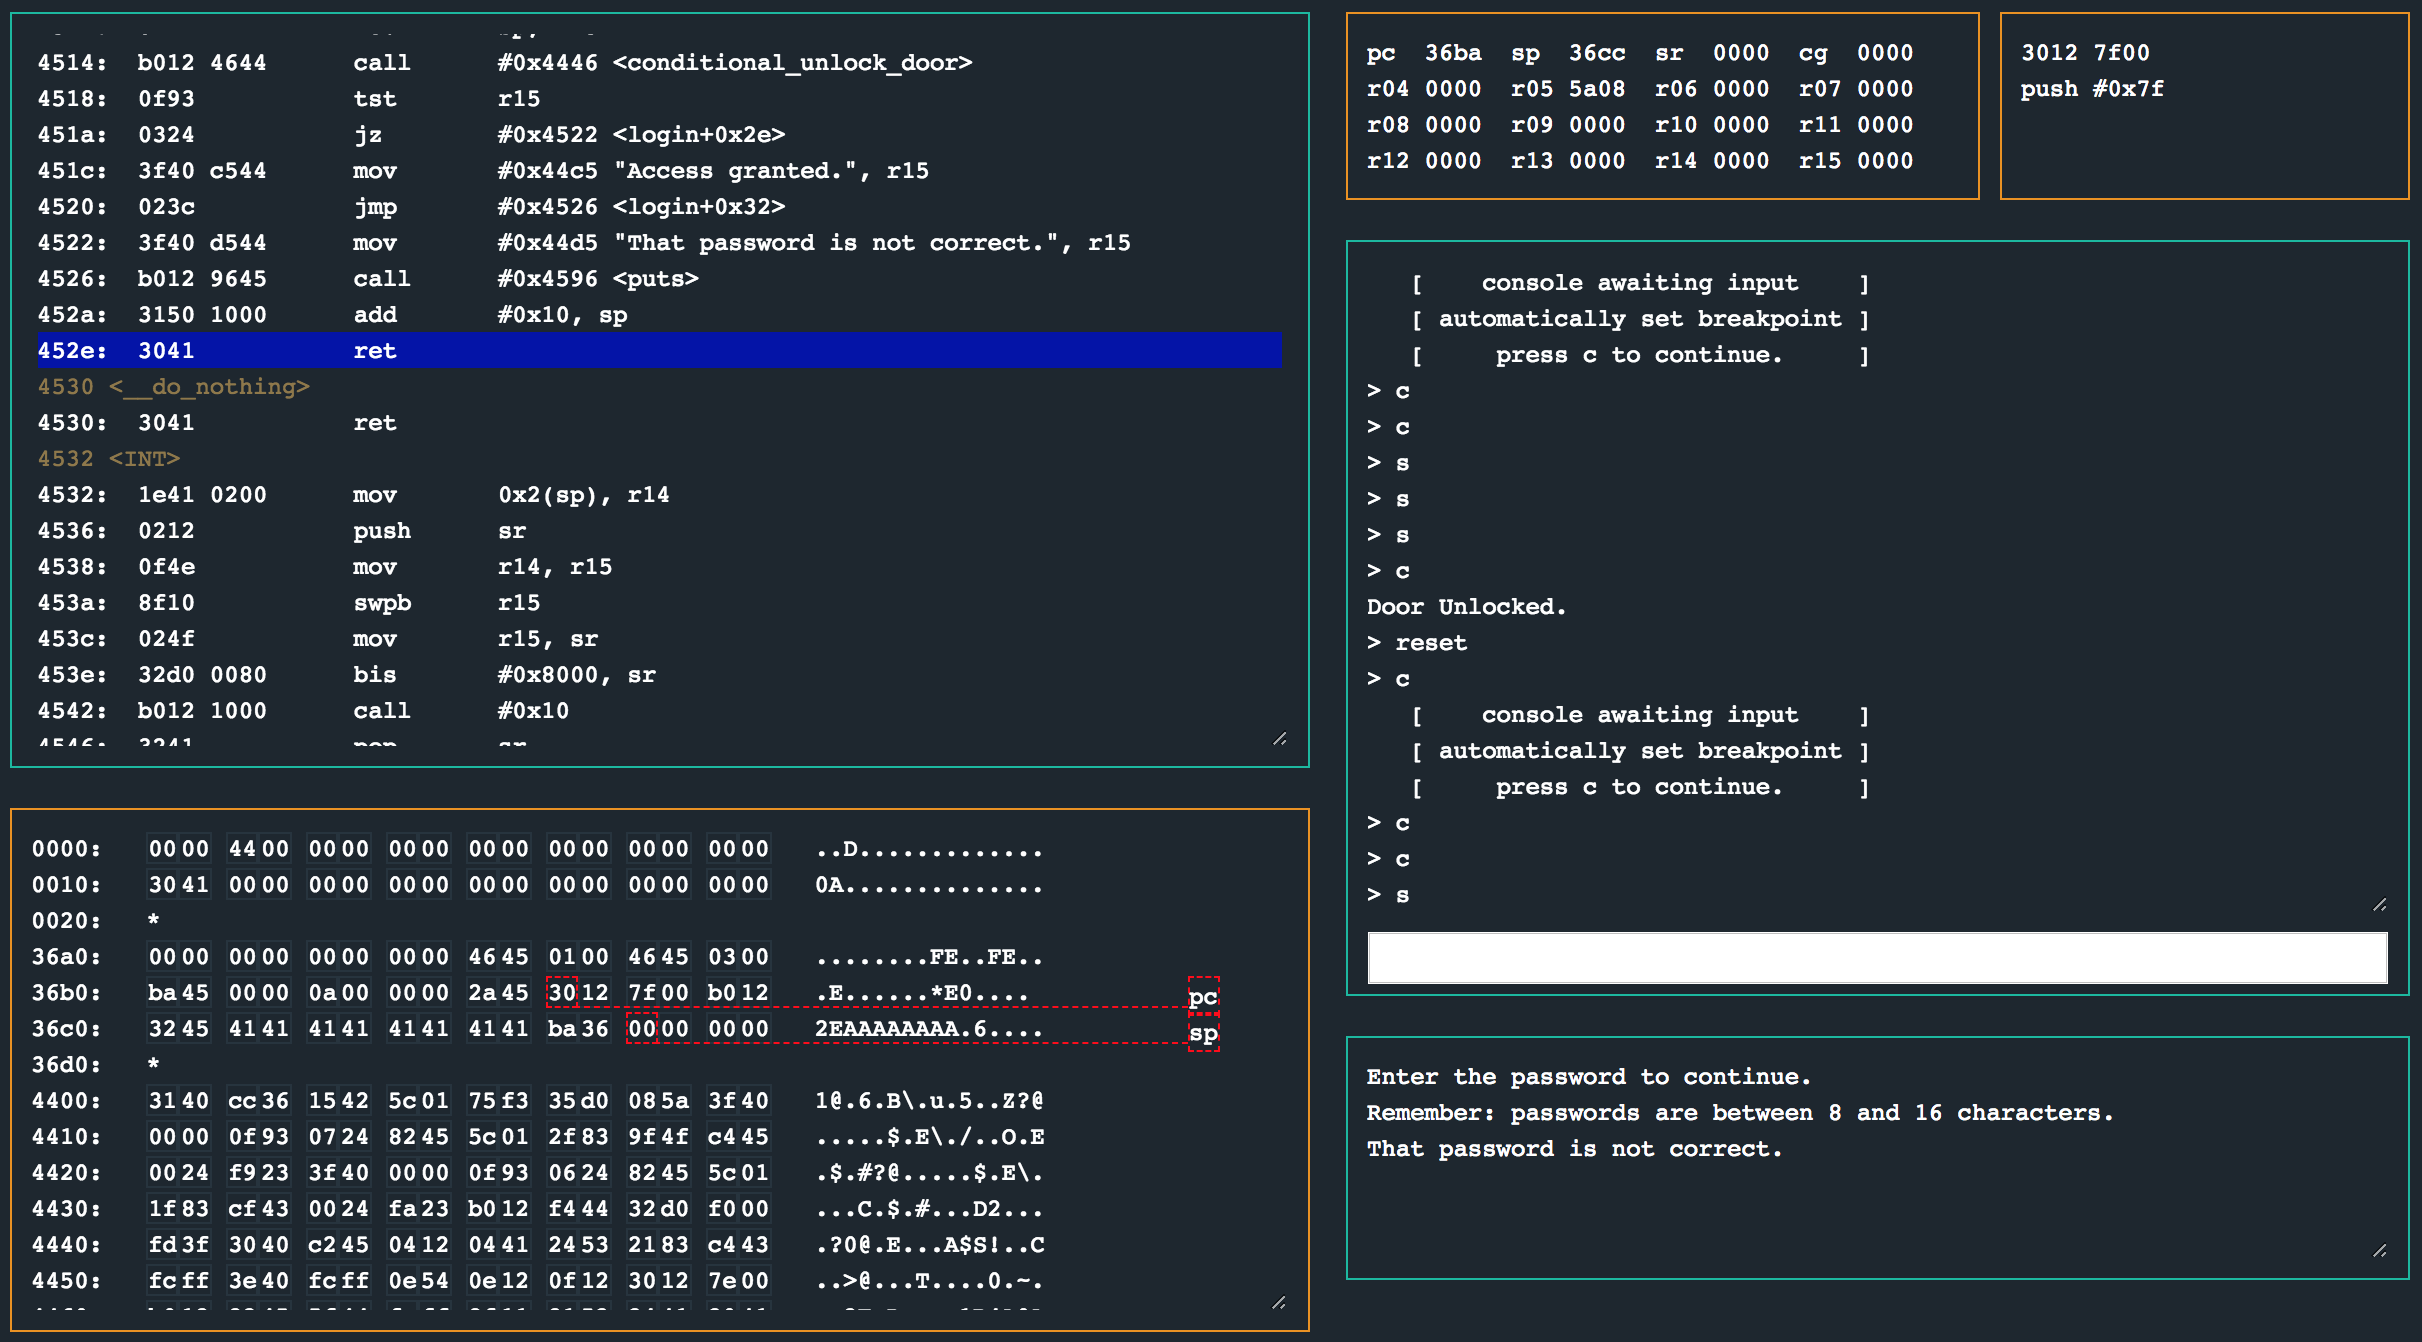 4514: b012 4644 call #0x4446 <conditional_unlock_door>
4518: 0f93 tst r15
451a: 0324 jz #0x4522 <login+0x2e>
451c: 3f40 c544 mov #0x44c5 "Access granted.", r15
4520: 023c jmp #0x4526 <login+0x32>
4522: 3f40 d544 mov #0x44d5 "That password is not correct.", r15
4526: b012 9645 call #0x4596 <puts>
452a: 3150 1000 add #0x10, sp
452e: 3041 ret
4530 <__do_nothing>
4530: 3041 ret
4532 <INT>
4532: 1e41 0200 mov 0x2(sp), r14
4536: 0212 push sr
4538: 0f4e mov r14, r15
453a: 8f10 swpb r15
453c: 024f mov r15, sr
453e: 32d0 0080 bis #0x8000, sr
4542: b012 1000 call #0x10
4546: 3241 pop sr
0000: 0000 4400 0000 0000 0000 0000 0000 0000 ..D.............
0010: 3041 0000 0000 0000 0000 0000 0000 0000 0A..............
0020: *
36a0: 0000 0000 0000 0000 4645 0100 4645 0300 ........FE..FE..
36b0: ba45 0000 0a00 0000 2a45 3012 7f00 b012 .E......*E0.... pc
36c0: 3245 4141 4141 4141 4141 ba36 0000 0000 2EAAAAAAAA.6.... sp
36d0: *
4400: 3140 cc36 1542 5c01 75f3 35d0 085a 3f40 1@.6.B\.u.5..Z?@
4410: 0000 0f93 0724 8245 5c01 2f83 9f4f c445 .....$.E\./..O.E
4420: 0024 f923 3f40 0000 0f93 0624 8245 5c01 .$.#?@.....$.E\.
4430: 1f83 cf43 0024 fa23 b012 f444 32d0 f000 ...C.$.#...D2...
4440: fd3f 3040 c245 0412 0441 2453 2183 c443 .?0@.E...A$S!..C
4450: fcff 3e40 fcff 0e54 0e12 0f12 3012 7e00 ..>@...T....0.~.
pc 36ba sp 36cc sr 0000 cg 0000
r04 0000 r05 5a08 r06 0000 r07 0000
r08 0000 r09 0000 r10 0000 r11 0000
r12 0000 r13 0000 r14 0000 r15 0000
3012 7f00
push #0x7f
[ console awaiting input ]
[ automatically set breakpoint ]
[ press c to continue. ]
> c
> c
> s
> s
> s
> c
Door Unlocked.
> reset
> c
[ console awaiting input ]
[ automatically set breakpoint ]
[ press c to continue. ]
> c
> c
> s
Enter the password to continue.
Remember: passwords are between 8 and 16 characters.
That password is not correct.